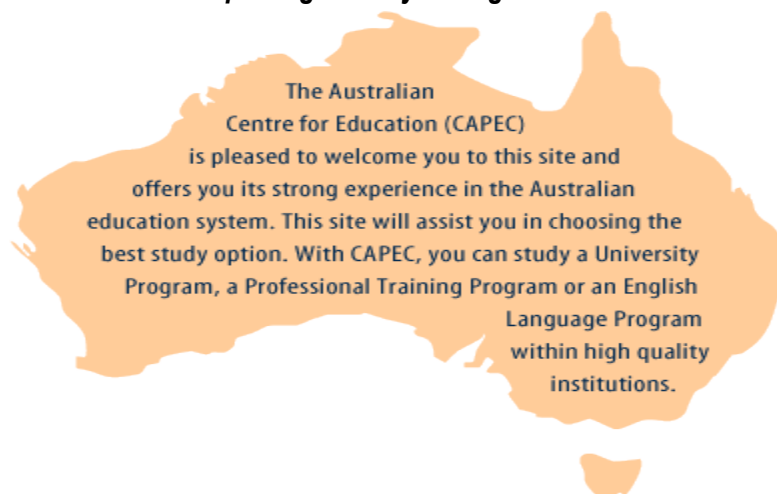 The Australian
Centre for Education (CAPEC)
is pleased to welcome you to this site and
offers you its strong experience in the Australian
education system. This site will assist you in choosing the
best study option. With CAPEC, you can study a University
Program, a Professional Training Program or an English
Language Program
within high quality
institutions.